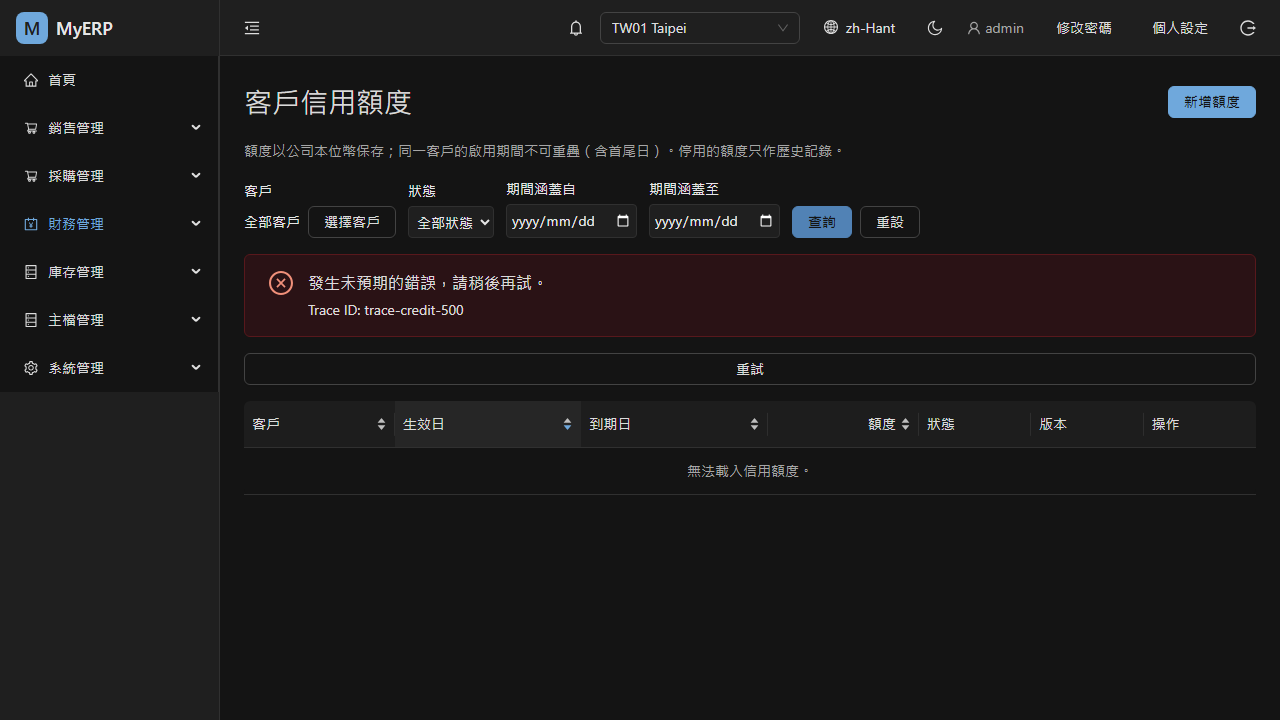 M MyERP
TW01 Taipei
zh-Hant
admin
修改密碼
個人設定
首頁
銷售管理
採購管理
財務管理
庫存管理
主檔管理
系統管理
客戶信用額度
新增額度
額度以公司本位幣保存；同一客戶的啟用期間不可重疊（含首尾日）。停用的額度只作歷史記錄。
客戶
狀態
期間涵蓋自
期間涵蓋至
全部客戶
選擇客戶
全部狀態
yyyy/mm/dd
yyyy/mm/dd
查詢
重設
發生未預期的錯誤，請稍後再試。
Trace ID: trace-credit-500
重試
客戶
生效日
到期日
額度
狀態
版本
操作
無法載入信用額度。